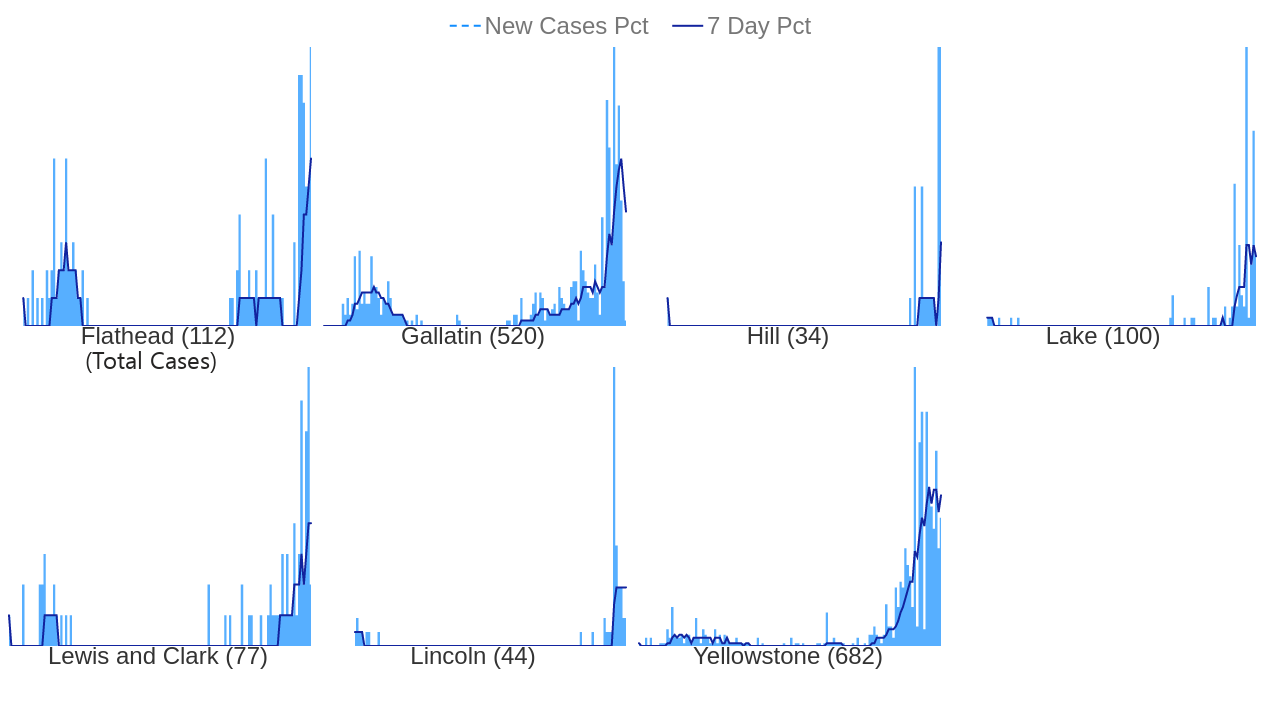 New Cases Pct 7 Day Pct
Flathead (112) Gallatin (520) Hill (34) Lake (100)
(Total Cases)
Lewis and Clark (77) Lincoln (44) Yellowstone (682)